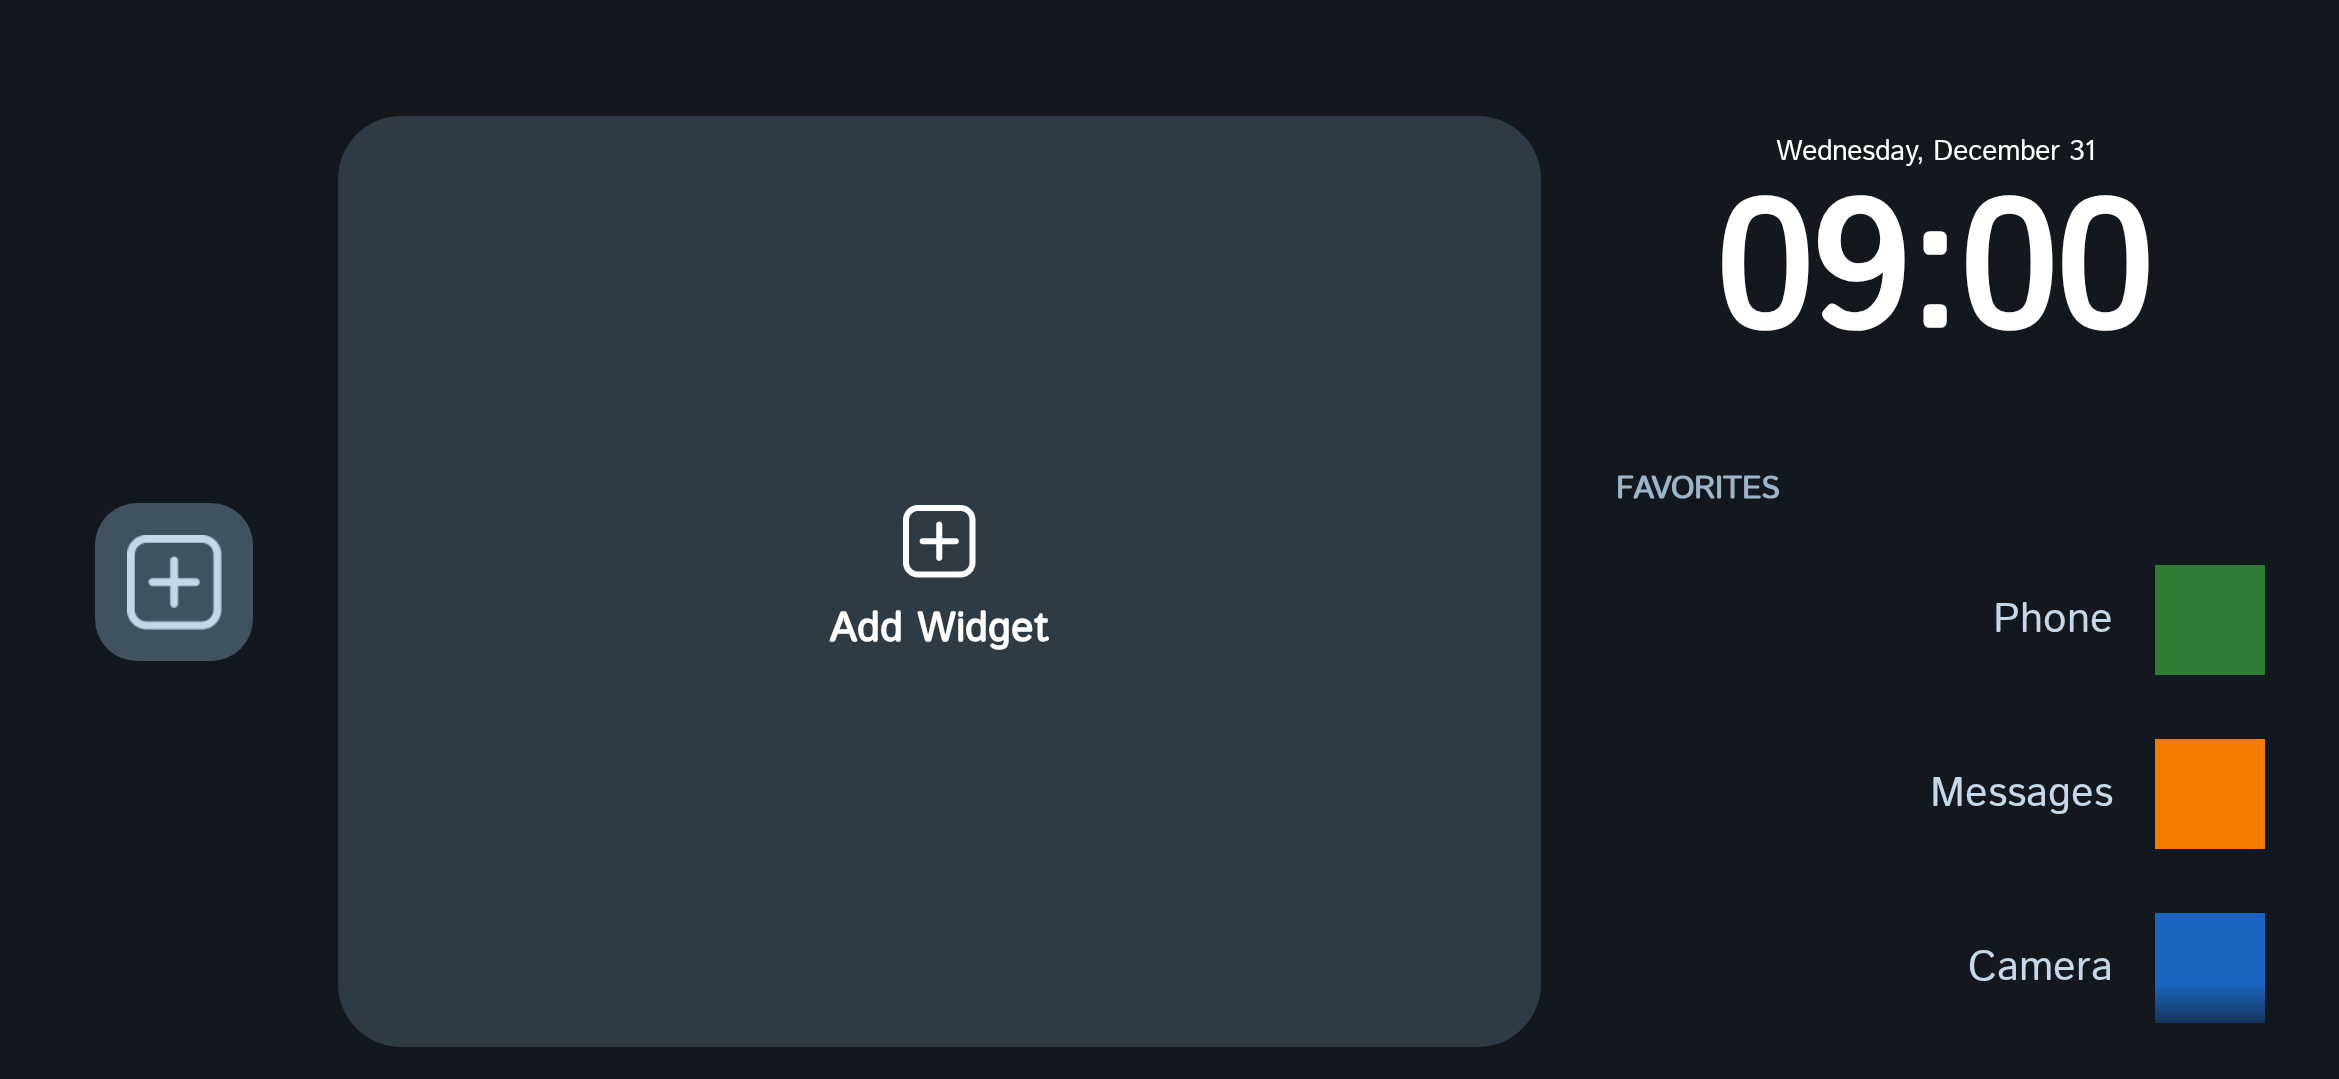 Wednesday, December 31
09:00
FAVORITES
Add Widget
Phone
Messages
Camera